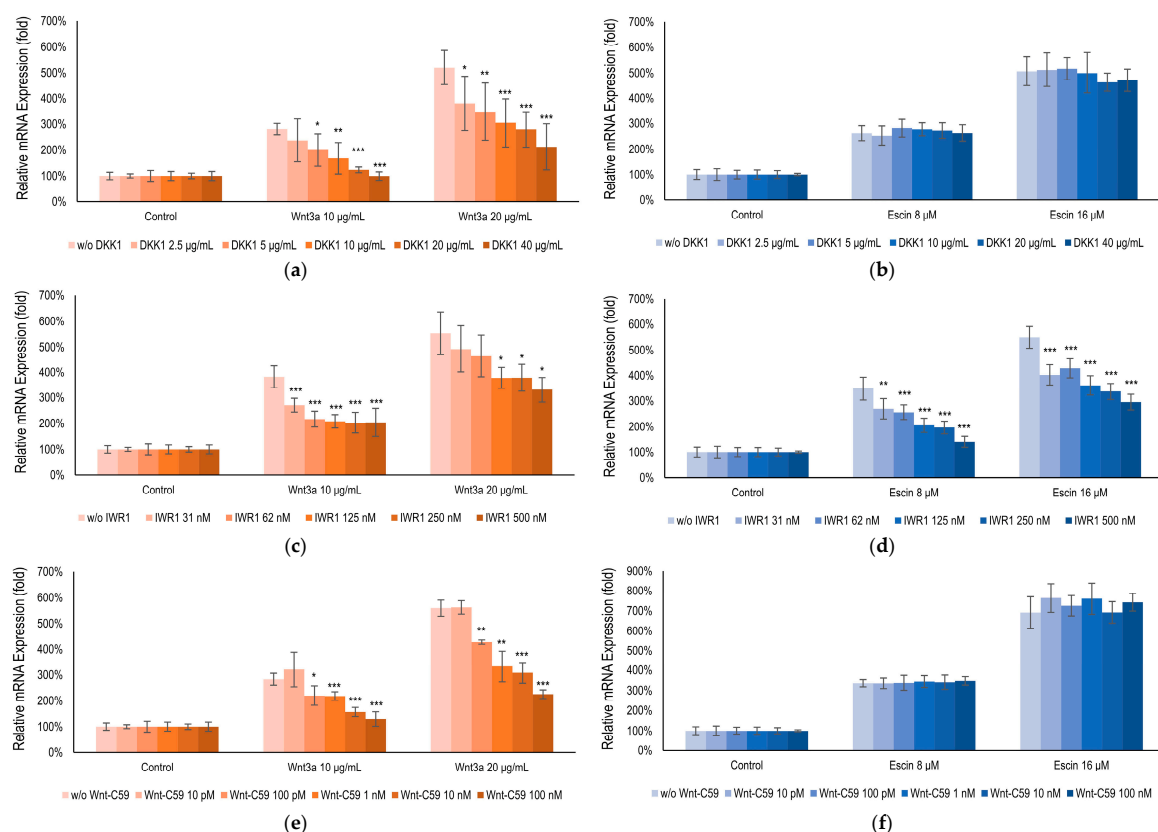 700%
600%
500%
400%
300%
200%
100%
0%
Relative mRNA Expression (fold)
* ** *** *** ***
* ** *** ***
Control Wnt3a 10 µg/mL Wnt3a 20 µg/mL
w/o DKK1 DKK1 2.5 µg/mL DKK1 5 µg/mL DKK1 10 µg/mL DKK1 20 µg/mL DKK1 40 µg/mL
(a)
700%
600%
500%
400%
300%
200%
100%
0%
Relative mRNA Expression (fold)
Control Escin 8 µM Escin 16 µM
w/o DKK1 DKK1 2.5 µg/mL DKK1 5 µg/mL DKK1 10 µg/mL DKK1 20 µg/mL DKK1 40 µg/mL
(b)
700%
600%
500%
400%
300%
200%
100%
0%
Relative mRNA Expression (fold)
* * *
*** *** *** *** ***
Control Wnt3a 10 µg/mL Wnt3a 20 µg/mL
w/o IWR1 IWR1 31 nM IWR1 62 nM IWR1 125 nM IWR1 250 nM IWR1 500 nM
(c)
700%
600%
500%
400%
300%
200%
100%
0%
Relative mRNA Expression (fold)
*** *** *** *** ***
** *** *** *** ***
Control Escin 8 µM Escin 16 µM
w/o IWR1 IWR1 31 nM IWR1 62 nM IWR1 125 nM IWR1 250 nM IWR1 500 nM
(d)
700%
600%
500%
400%
300%
200%
100%
0%
Relative mRNA Expression (fold)
** ** *** ***
* *** *** ***
Control Wnt3a 10 µg/mL Wnt3a 20 µg/mL
w/o Wnt-C59 Wnt-C59 10 pM Wnt-C59 100 pM Wnt-C59 1 nM Wnt-C59 10 nM Wnt-C59 100 nM
(e)
900%
800%
700%
600%
500%
400%
300%
200%
100%
0%
Relative mRNA Expression (fold)
Control Escin 8 µM Escin 16 µM
w/o Wnt-C59 Wnt-C59 10 pM Wnt-C59 100 pM Wnt-C59 1 nM Wnt-C59 10 nM Wnt-C59 100 nM
(f)